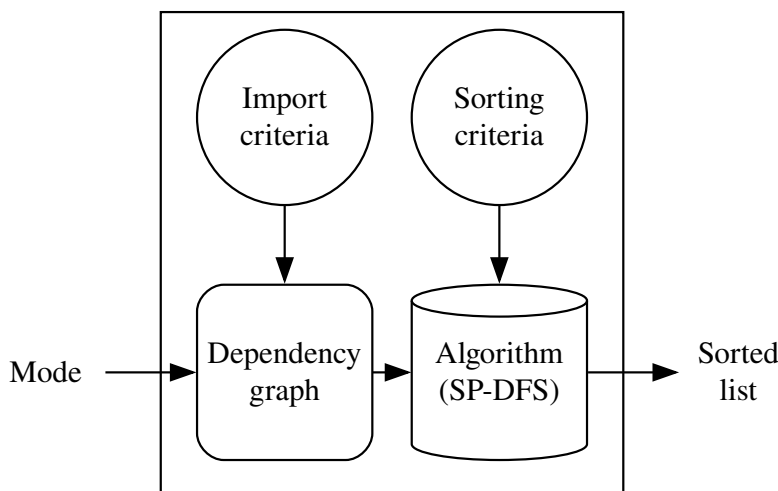 Import
criteria
Sorting
criteria
Mode
Dependency
graph
Algorithm
(SP-DFS)
Sorted
list